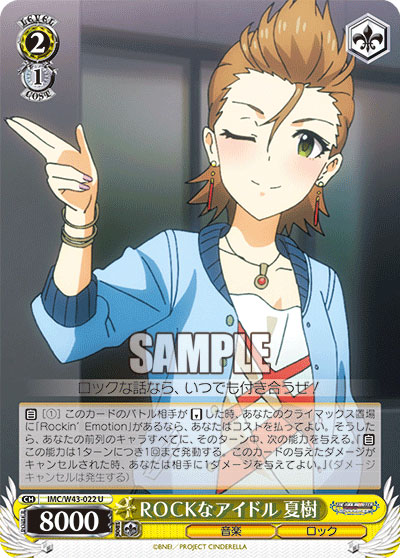 LEVEL
2
1
COST
SAMPLE
ロックな話なら、いつでも付き合うぜ!
[①] このカードのバトル相手が した時、あなたのクライマックス置場
に「Rockin' Emotion」があるなら、あなたはコストを払ってよい。そうした
ら、あなたの前列のキャラすべてに、そのターン中、次の能力を与える。『
この能力は1ターンにつき1回まで発動する。このカードの与えたダメージが
キャンセルされた時、あなたは相手に1ダメージを与える。』(ダメージ
キャンセルは発生する)
CH IMC/W43-022 U
8000
ROCKなアイドル 夏樹
音楽
ロック
©BNEI/PROJECT CINDERELLA